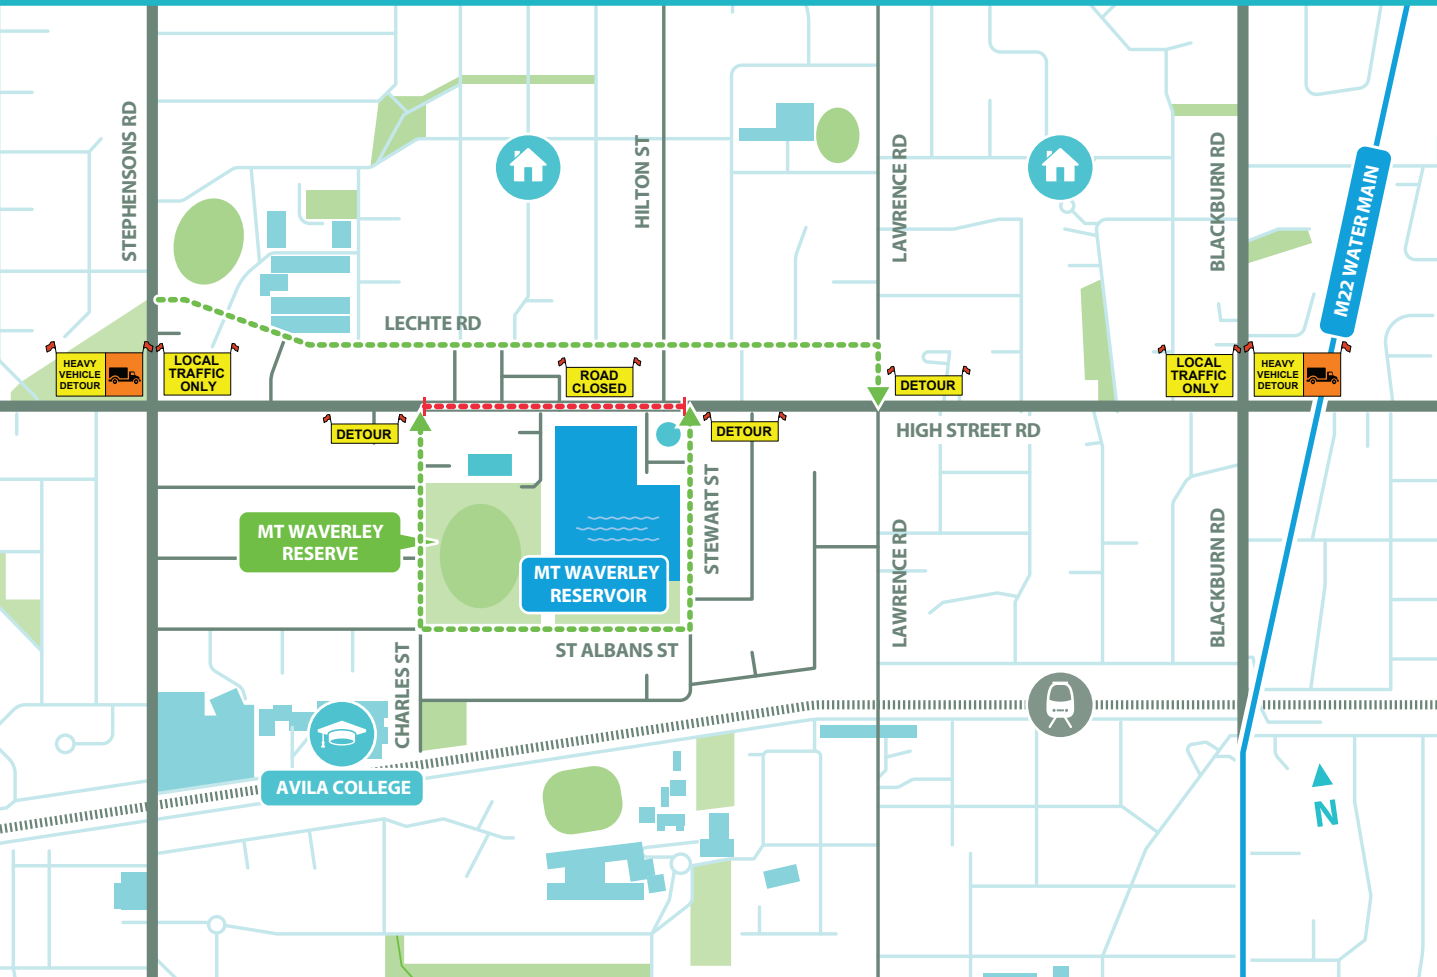 STEPHENSONS RD
HILTON ST
LAWRENCE RD
BLACKBURN RD
M22 WATER MAIN
LECHTE RD
HEAVY
VEHICLE
DETOUR
LOCAL
TRAFFIC
ONLY
ROAD
CLOSED
DETOUR
LOCAL
TRAFFIC
ONLY
HEAVY
VEHICLE
DETOUR
DETOUR
DETOUR
HIGH STREET RD
MT WAVERLEY
RESERVE
STEWART ST
MT WAVERLEY
RESERVOIR
LAWRENCE RD
BLACKBURN RD
ST ALBANS ST
CHARLES ST
AVILA COLLEGE
N